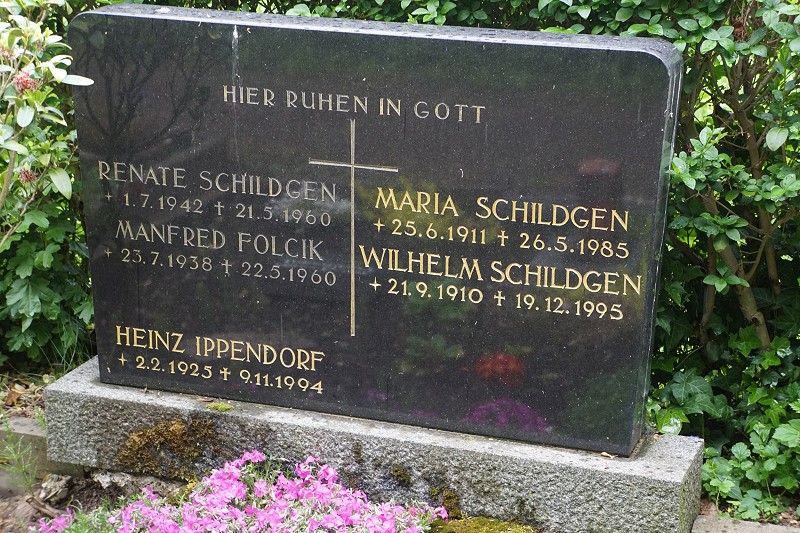 HIER RUHEN IN GOTT
RENATE SCHILDGEN
+ 1.7.1942 † 21.5.1960
MANFRED FOLCIK
+ 23.7.1938 † 22.5.1960
HEINZ IPPENDORF
+ 2.2.1925 † 9.11.1994
MARIA SCHILDGEN
+ 25.6.1911 † 26.5.1985
WILHELM SCHILDGEN
+ 21.9.1910 † 19.12.1995